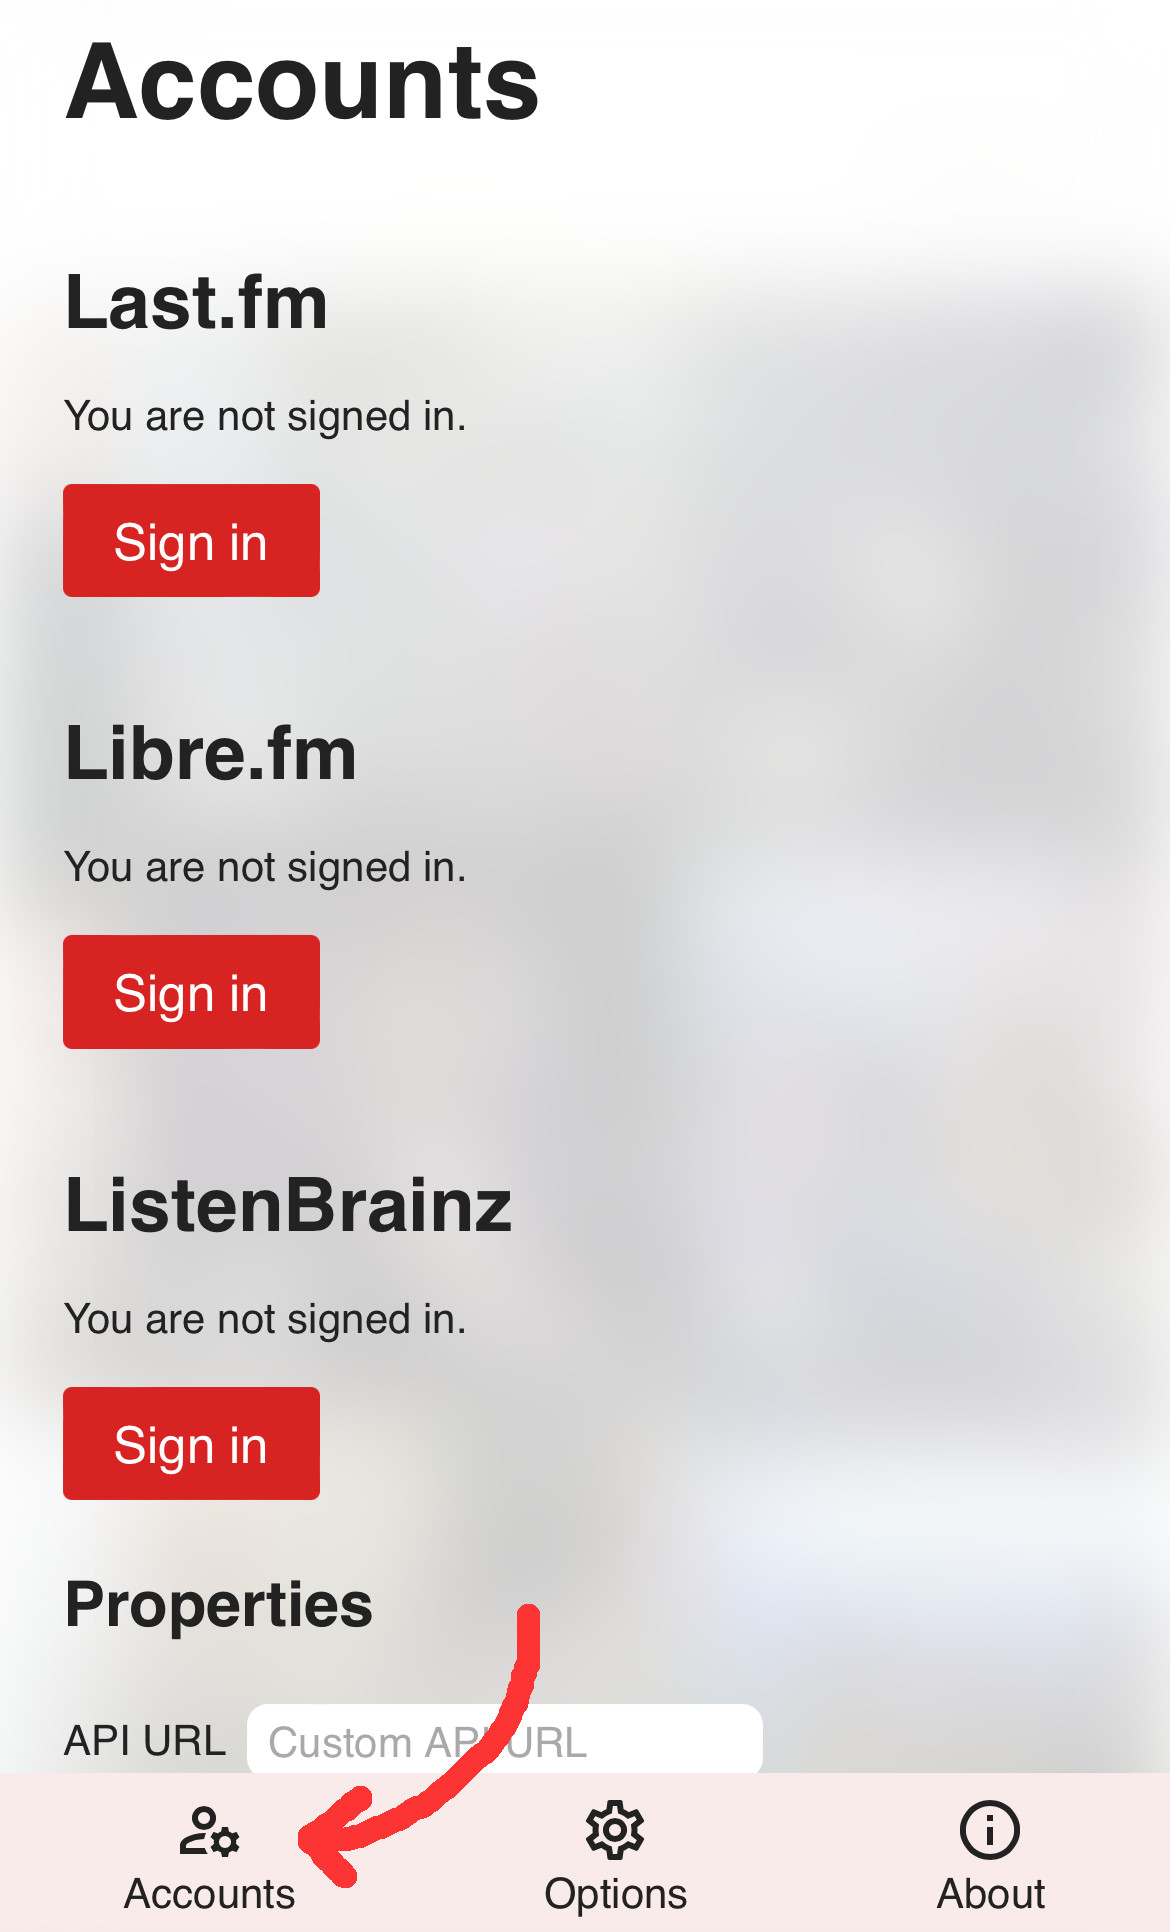 Accounts
Last.fm
You are not signed in.
Sign in
Libre.fm
You are not signed in.
Sign in
ListenBrainz
You are not signed in.
Sign in
Properties
API URL Custom API URL
Accounts Options About